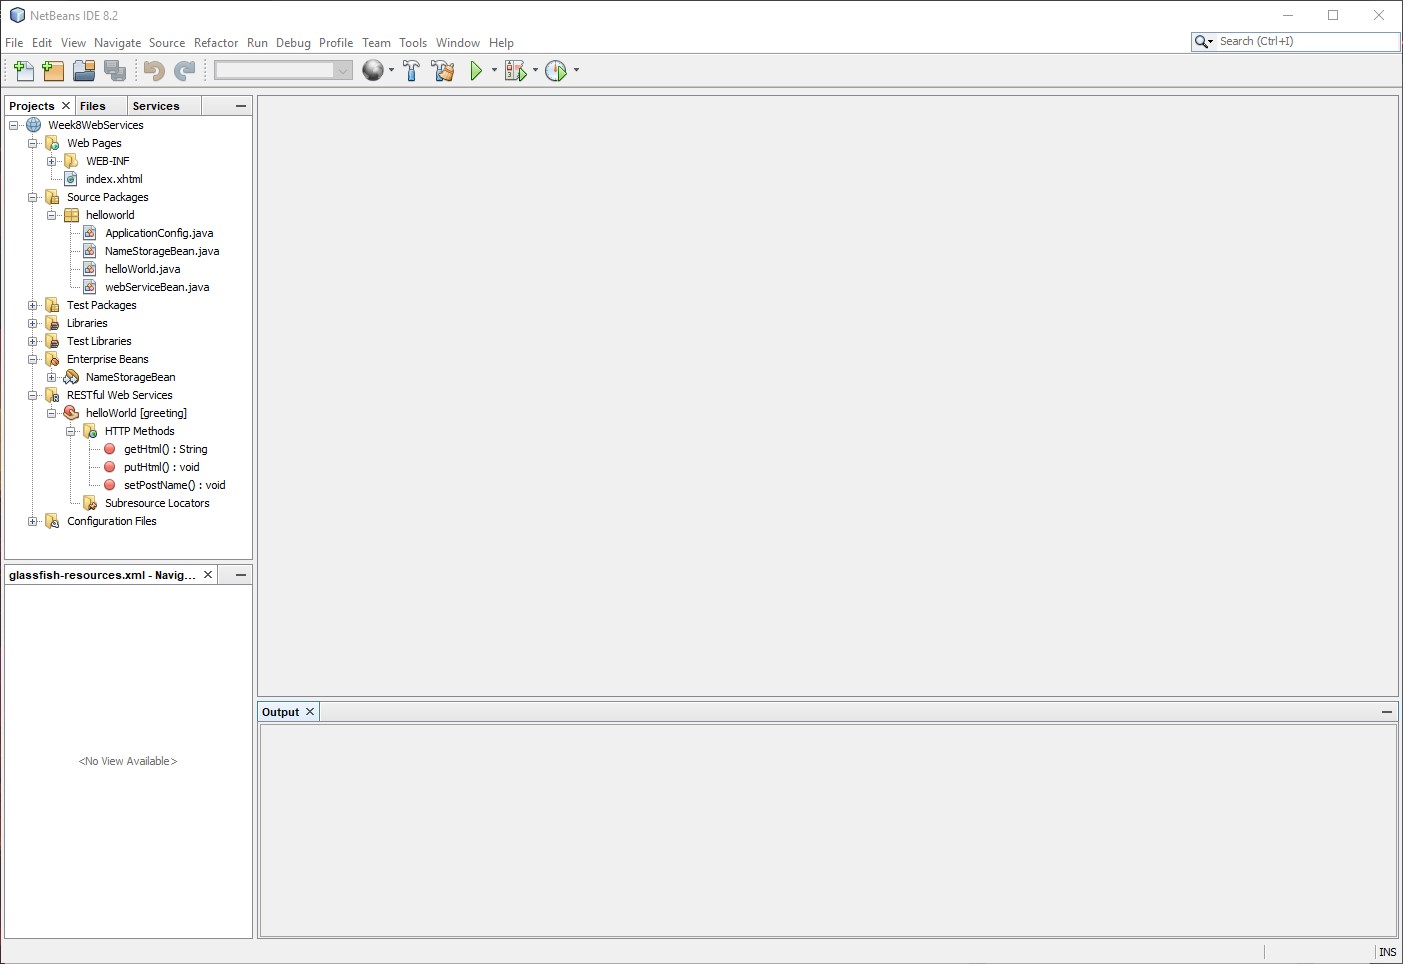 NetBeans IDE 8.2
File Edit View Navigate Source Refactor Run Debug Profile Team Tools Window Help
Search (Ctrl+I)
Projects Files Services
Week8WebServices
Web Pages
WEB-INF
index.xhtml
Source Packages
helloworld
ApplicationConfig.java
NameStorageBean.java
helloWorld.java
webServiceBean.java
Test Packages
Libraries
Test Libraries
Enterprise Beans
NameStorageBean
RESTful Web Services
helloWorld [greeting]
HTTP Methods
getHtml() : String
putHtml() : void
setPostName() : void
Subresource Locators
Configuration Files
glassfish-resources.xml - Navig...
<No View Available>
Output
INS